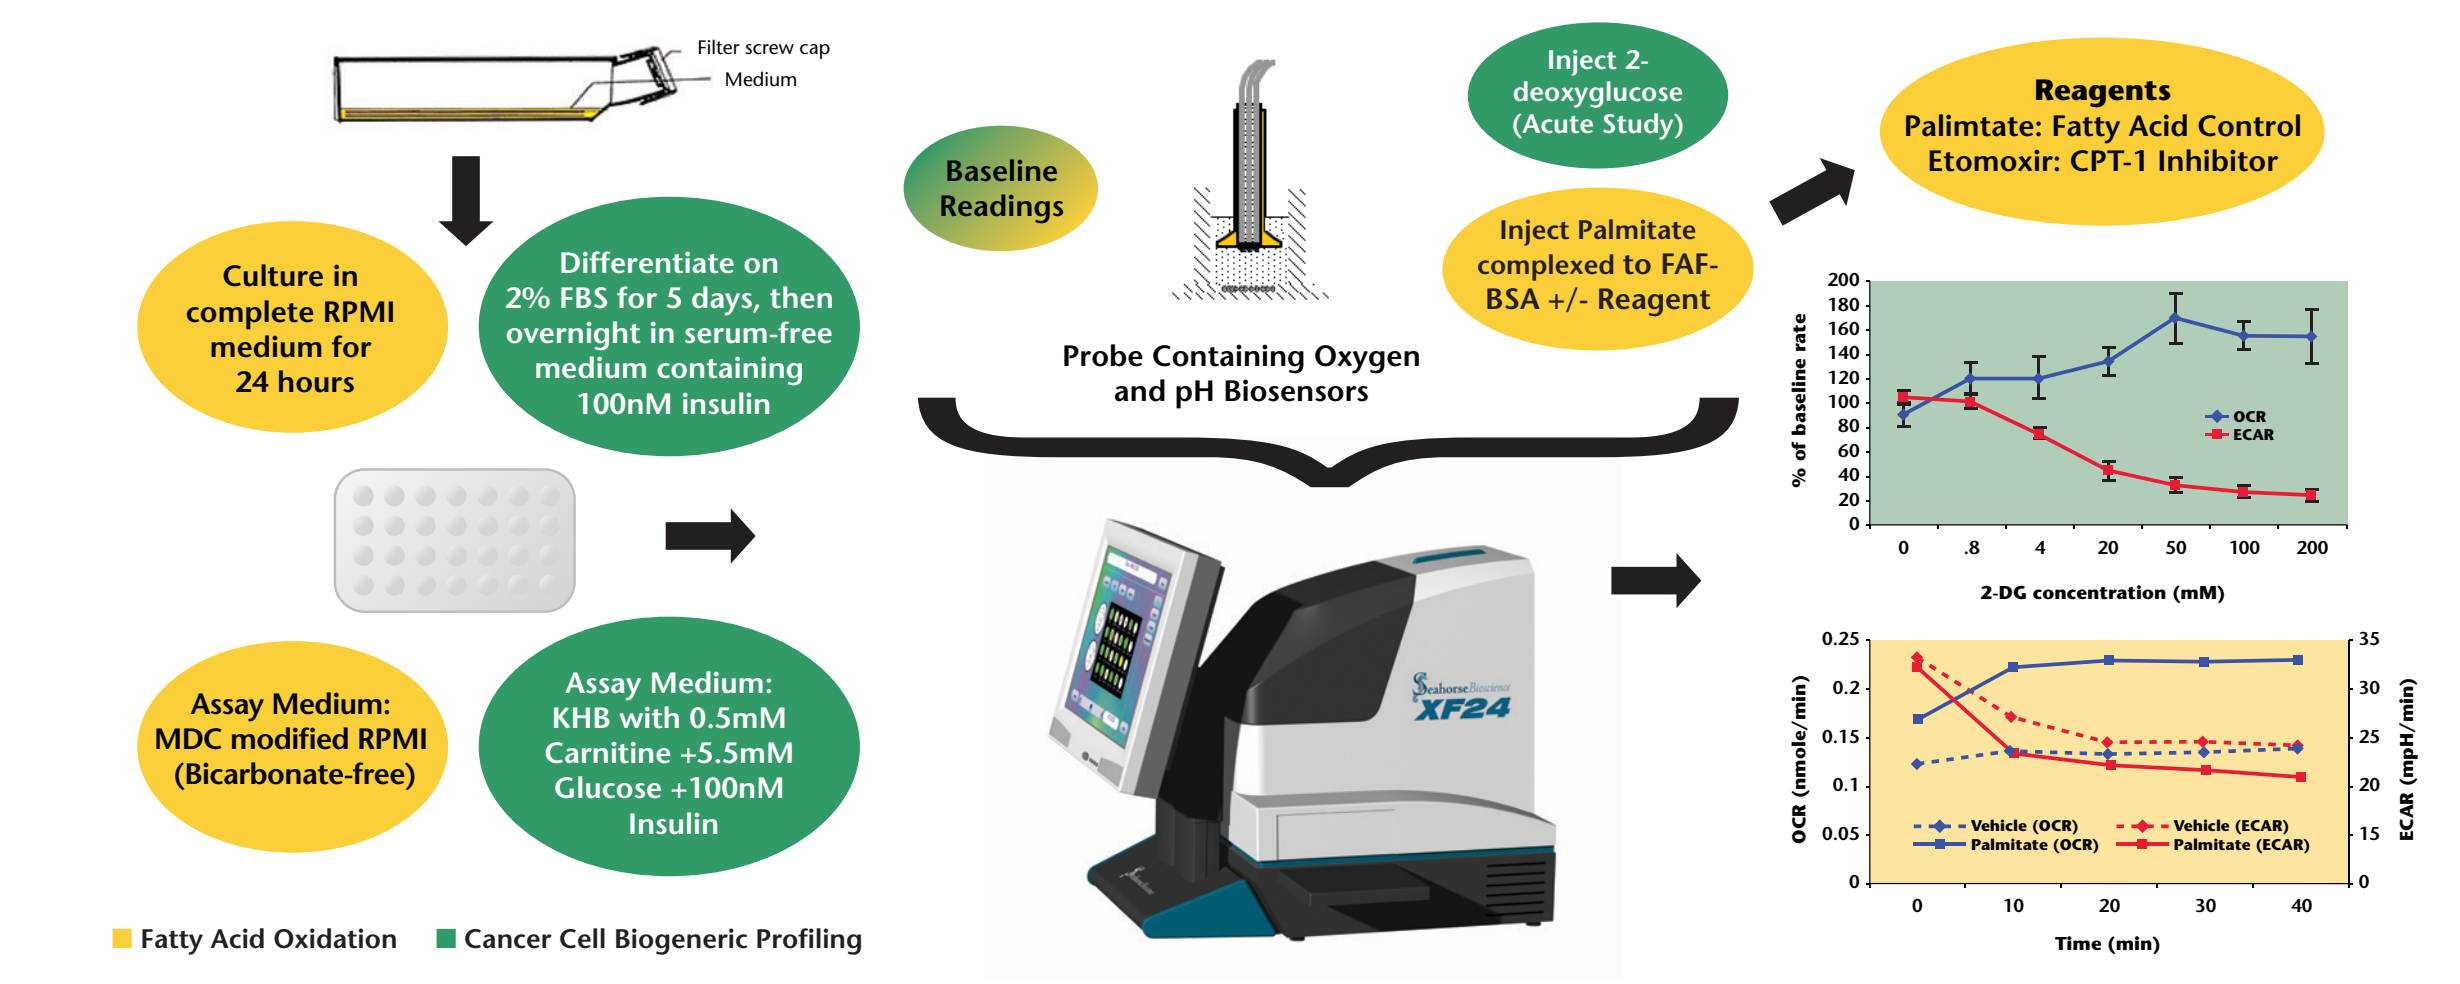 Filter screw cap
Medium
Culture in
complete RPMI
medium for
24 hours
Differentiate on
2% FBS for 5 days, then
overnight in serum-free
medium containing
100nM insulin
Assay Medium:
MDC modified RPMI
(Bicarbonate-free)
Assay Medium:
KHB with 0.5mM
Carnitine +5.5mM
Glucose +100nM
Insulin
Fatty Acid Oxidation
Cancer Cell Biogeneric Profiling
Baseline
Readings
Probe Containing Oxygen
and pH Biosensors
Inject 2-
deoxyglucose
(Acute Study)
Inject Palmitate
complexed to FAF-
BSA +/- Reagent
Seahorse Bioscience
XF24
Reagents
Palimtate: Fatty Acid Control
Etomoxir: CPT-1 Inhibitor
% of baseline rate
200
180
160
140
120
100
80
60
40
20
0
OCR
ECAR
0 .8 4 20 50 100 200
2-DG concentration (mM)
OCR (nmole/min)
0.25
0.2
0.15
0.1
0.05
0
35
30
25
20
15
0
ECAR (mpH/min)
Vehicle (OCR) Vehicle (ECAR)
Palmitate (OCR) Palmitate (ECAR)
0 10 20 30 40
Time (min)